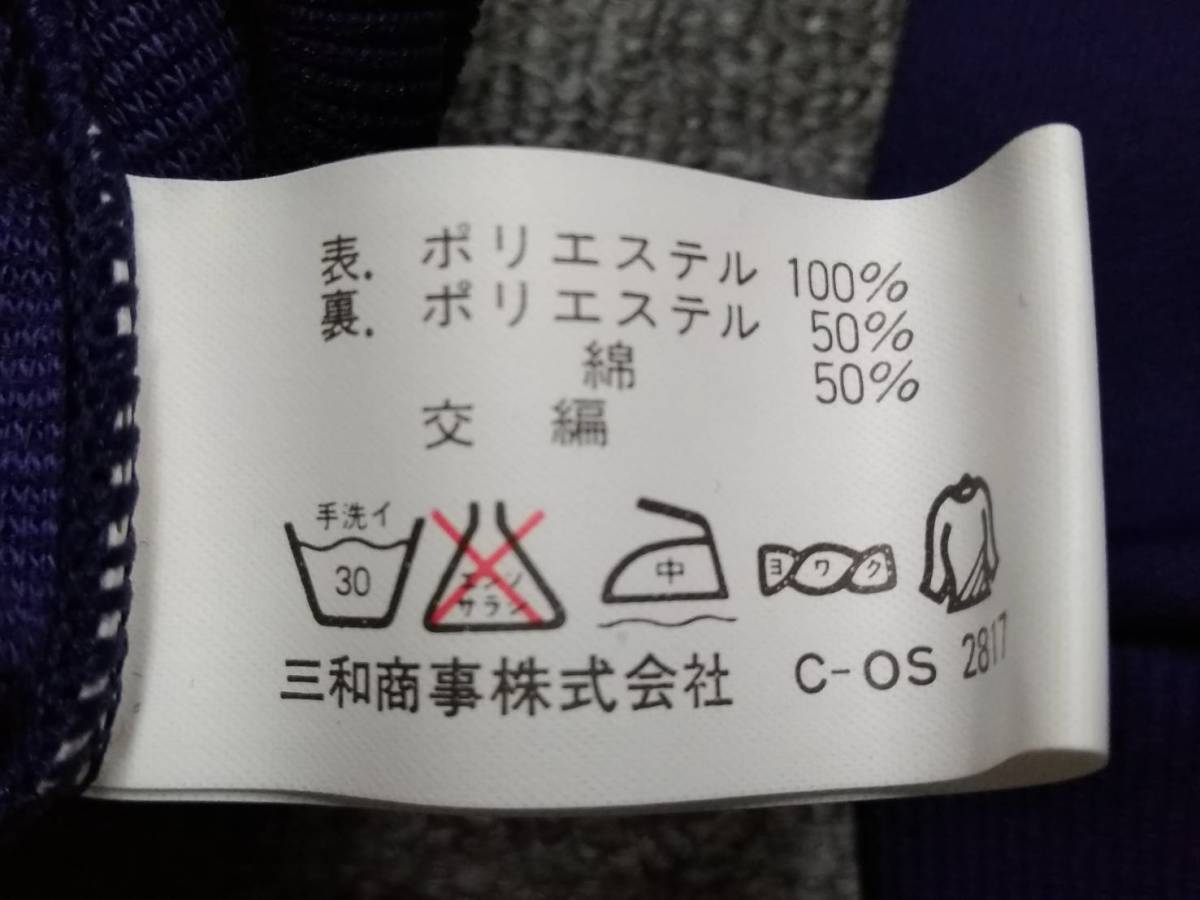 表. ポリエステル 100%
裏. ポリエステル 50%
綿 50%
交編
手洗イ
30
エンソ
サラシ
中
ヨワク
三和商事株式会社 C-OS 2817